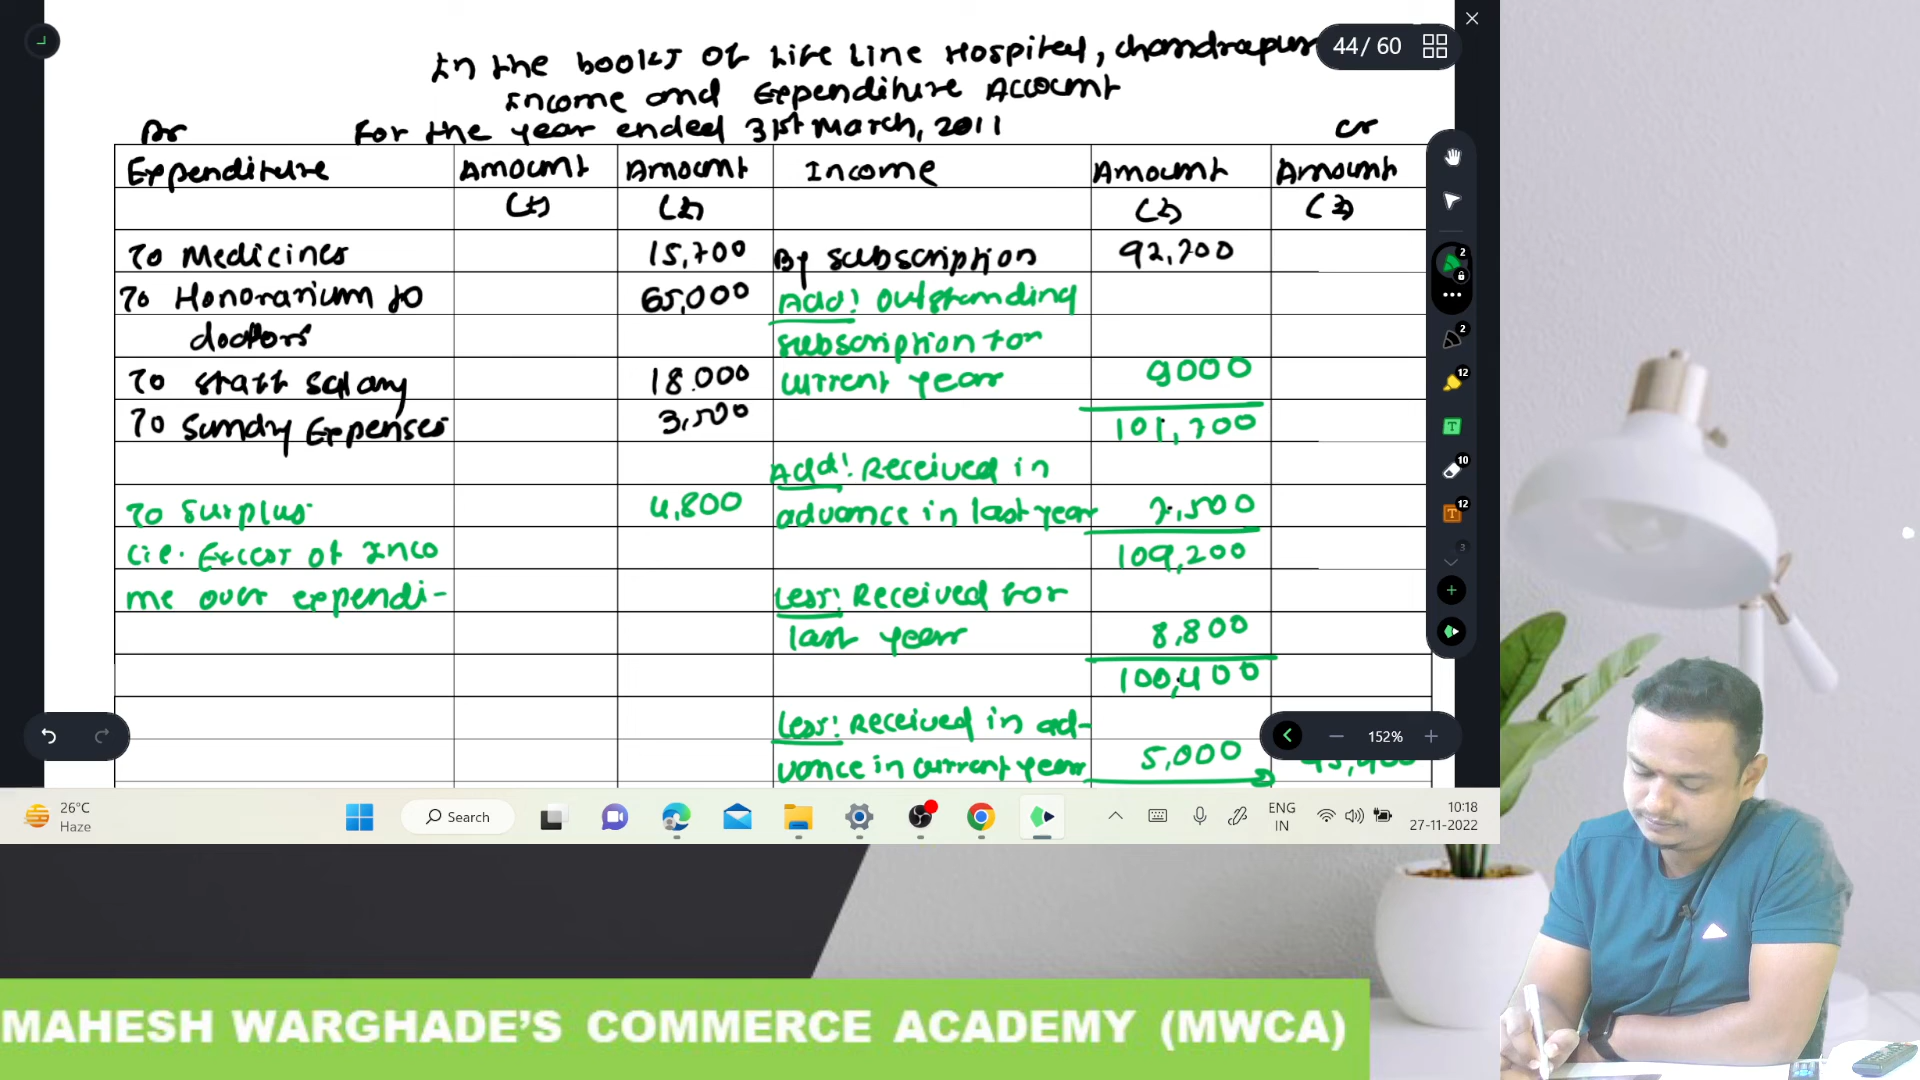 In the books of Life Line Hospital, Chandrapur
Income and Expenditure Account
Dr For the year ended 31st March, 2011 Cr
44/60
Expenditure Amount Amount Income Amount Amount
(₹) (₹) (₹) (₹)
To Medicines 15,700 By subscription 92,700
To Honorarium to 65,000 Add: Outstanding
doctors subscription for
To Staff Salary 18.000 current year 9000
To Sundry Expenses 3,500 101,700
Add: Received in
To Surplus 4,800 advance in last year 7,500
(i.e. Excess of Inco 109,200
me over expendi- Less: Received for
last year 8,800
100,400
Less: Received in ad-
vance in current year 5,000
152%
26°C
Haze
Search
ENG
IN
10:18
27-11-2022
MAHESH WARGHADE'S COMMERCE ACADEMY (MWCA)